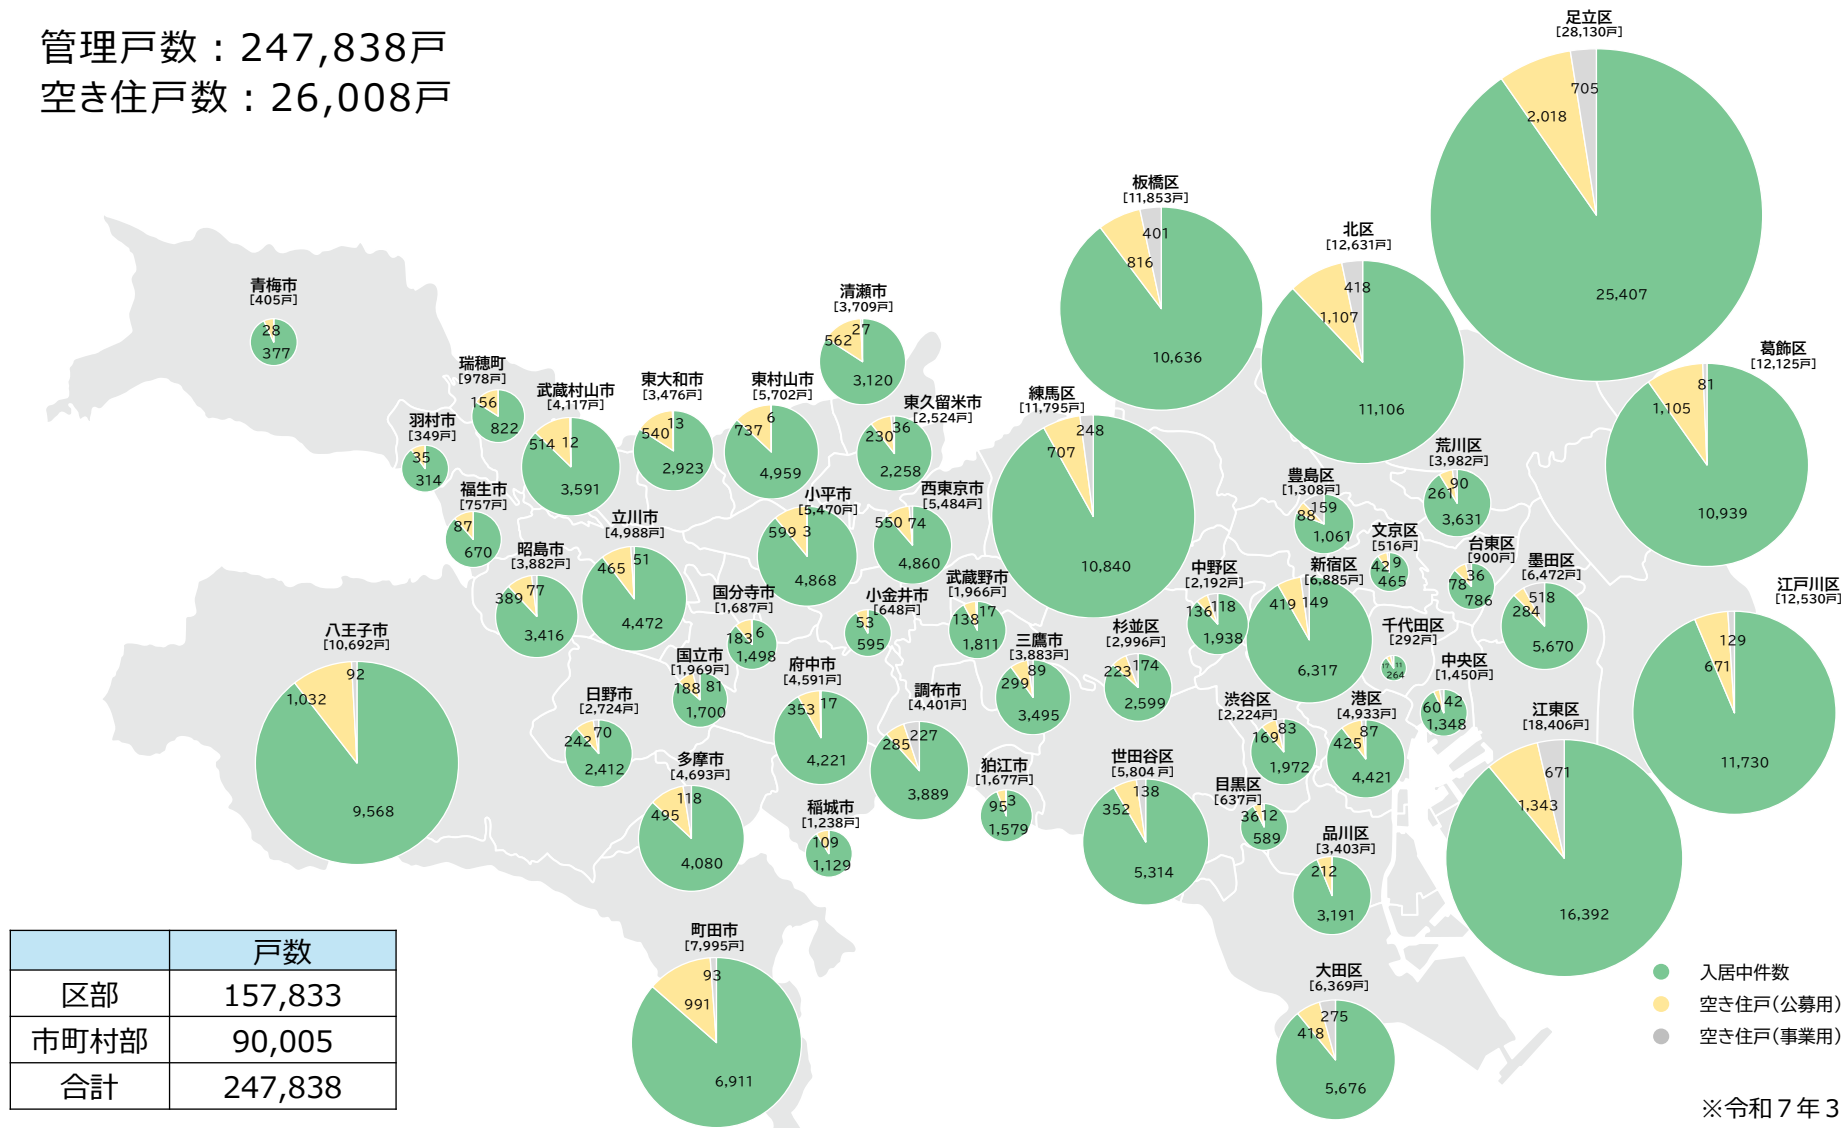 管理戸数：247,838戸
空き住戸数：26,008戸
足立区
[28,130戸]
705
2,018
25,407
板橋区
[11,853戸]
401
816
10,636
北区
[12,631戸]
418
1,107
11,106
青梅市
[405戸]
28
377
清瀬市
[3,709戸]
27
562
3,120
葛飾区
[12,125戸]
81
1,105
10,939
瑞穂町
[978戸]
156
822
武蔵村山市
[4,117戸]
514 12
3,591
東大和市
[3,476戸]
13
540
2,923
東村山市
[5,702戸]
6
737
4,959
東久留米市
[2,524戸]
36
230
2,258
練馬区
[11,795戸]
248
707
10,840
羽村市
[349戸]
35
314
荒川区
[3,982戸]
90
261
3,631
豊島区
[1,308戸]
159
88
1,061
福生市
[757戸]
87
670
小平市
[5,470戸]
599 3
4,868
西東京市
[5,484戸]
550 74
4,860
立川市
[4,988戸]
51
465
4,472
文京区
[516戸]
42 9
465
台東区
[900戸]
36
78
786
墨田区
[6,472戸]
518
284
5,670
昭島市
[3,882戸]
77
389
3,416
国分寺市
[1,687戸]
183 6
1,498
小金井市
[648戸]
53
595
武蔵野市
[1,966戸]
17
138
1,811
中野区
[2,192戸]
136 118
1,938
新宿区
[6,885戸]
419 149
6,317
江戸川区
[12,530戸]
129
671
11,730
八王子市
[10,692戸]
92
1,032
9,568
千代田区
[292戸]
17 11
264
三鷹市
[3,883戸]
89
299
3,495
杉並区
[2,996戸]
174
223
2,599
国立市
[1,969戸]
188 81
1,700
府中市
[4,591戸]
17
353
4,221
中央区
[1,450戸]
42
60
1,348
日野市
[2,724戸]
70
242
2,412
調布市
[4,401戸]
227
285
3,889
渋谷区
[2,224戸]
83
169
1,972
港区
[4,933戸]
87
425
4,421
江東区
[18,406戸]
671
1,343
16,392
多摩市
[4,693戸]
118
495
4,080
狛江市
[1,677戸]
95 3
1,579
世田谷区
[5,804戸]
138
352
5,314
目黒区
[637戸]
36 12
589
稲城市
[1,238戸]
109
1,129
品川区
[3,403戸]
212
3,191
町田市
[7,995戸]
93
991
6,911
大田区
[6,369戸]
275
418
5,676
戸数
区部 157,833
市町村部 90,005
合計 247,838
入居中件数
空き住戸（公募用）
空き住戸（事業用）
※令和７年３